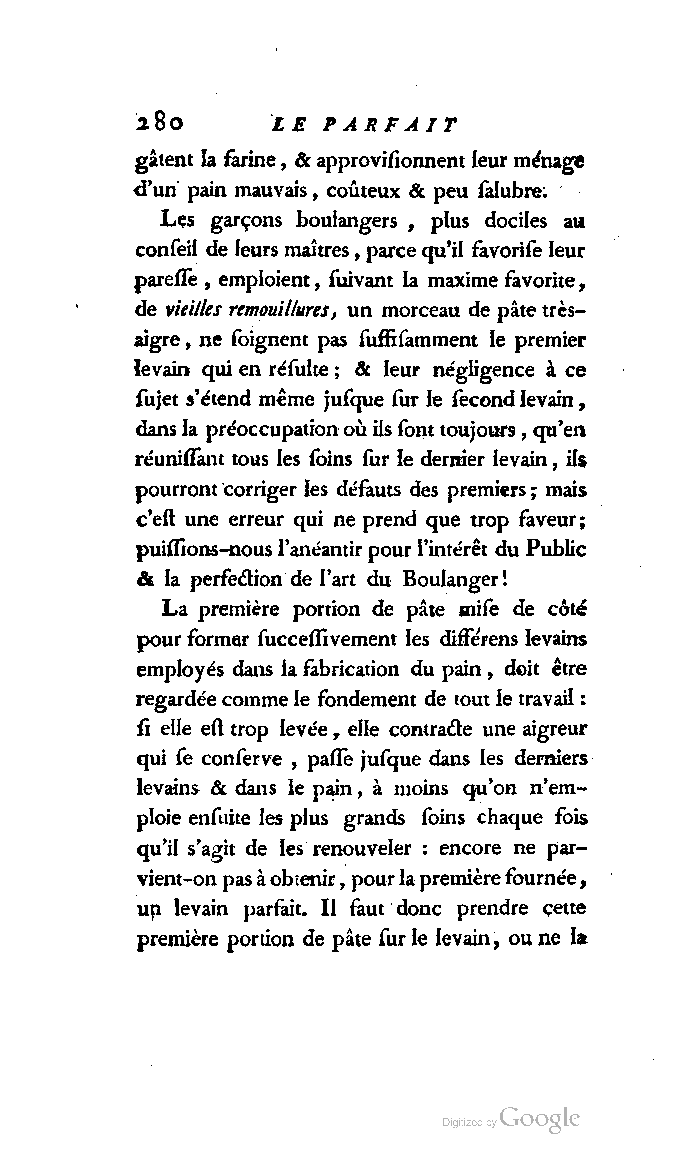 280 LE PARFAIT
gâtent la farine, & approviſionnent leur ménage
d'un pain mauvais, coûteux & peu ſalubre.
Les garçons boulangers, plus dociles au
conſeil de leurs maîtres, parce qu'il favoriſe leur
pareſſe, emploient, ſuivant la maxime favorite,
de vieilles remouillures, un morceau de pâte très-
aigre, ne ſoignent pas ſuffiſamment le premier
levain qui en réſulte; & leur négligence à ce
ſujet s'étend même juſque ſur le ſecond levain,
dans la préoccupation où ils ſont toujours, qu'en
réuniſſant tous les ſoins ſur le dernier levain, ils
pourront corriger les défauts des premiers; mais
c'eſt une erreur qui ne prend que trop faveur;
puiſſions-nous l'anéantir pour l'intérêt du Public
& la perfection de l'art du Boulanger!
La première portion de pâte miſe de côté
pour former ſucceſſivement les différens levains
employés dans la fabrication du pain, doit être
regardée comme le fondement de tout le travail:
ſi elle eſt trop levée, elle contracte une aigreur
qui ſe conſerve, paſſe juſque dans les derniers
levains & dans le pain, à moins qu'on n'em-
ploie enſuite les plus grands ſoins chaque fois
qu'il s'agit de les renouveler: encore ne par-
vient-on pas à obtenir, pour la première fournée,
un levain parfait. Il faut donc prendre cette
première portion de pâte ſur le levain, ou ne la
Digitized by Google